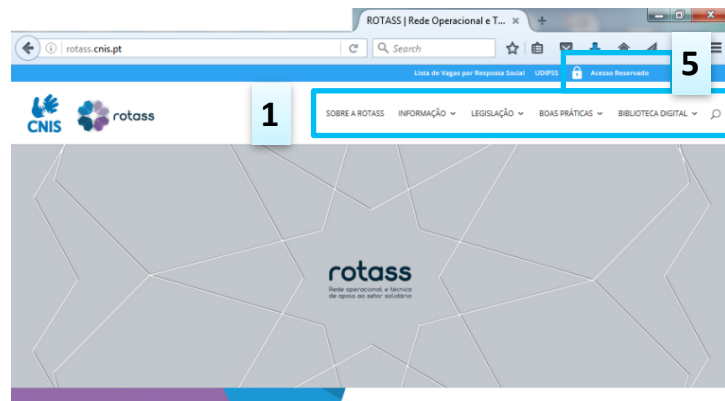 ROTASS | Rede Operacional e T... × +
rotass.cnis.pt
Search
Lista de Vagas por Resposta Social UDIPSS Acesso Reservado
5
CNIS rotass
1
SOBRE A ROTASS INFORMAÇÃO LEGISLAÇÃO BOAS PRÁTICAS BIBLIOTECA DIGITAL
rotass
Rede operacional e técnica
de apoio ao setor solidário